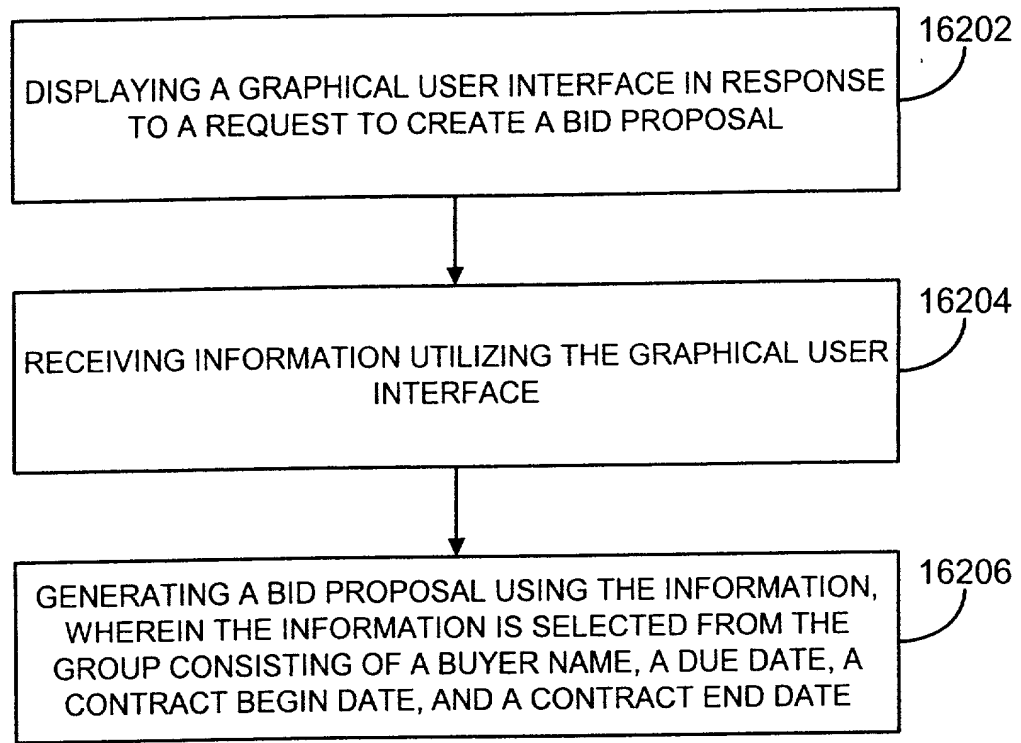 16202
DISPLAYING A GRAPHICAL USER INTERFACE IN RESPONSE
TO A REQUEST TO CREATE A BID PROPOSAL
16204
RECEIVING INFORMATION UTILIZING THE GRAPHICAL USER
INTERFACE
16206
GENERATING A BID PROPOSAL USING THE INFORMATION,
WHEREIN THE INFORMATION IS SELECTED FROM THE
GROUP CONSISTING OF A BUYER NAME, A DUE DATE, A
CONTRACT BEGIN DATE, AND A CONTRACT END DATE